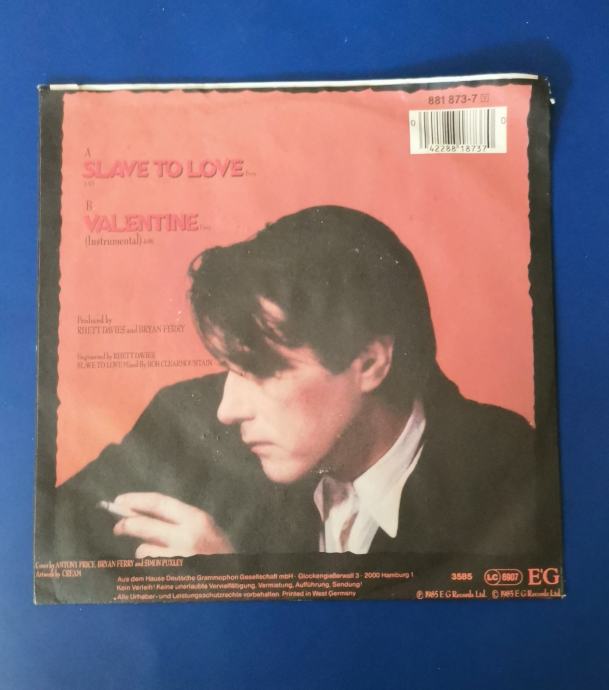 881 873-7
0 42288 18737 0
A
SLAVE TO LOVE
B
VALENTINE
(Instrumental)
Produced by
RHETT DAVIES and BRYAN FERRY
Engineered by RHETT DAVIES
SLAVE TO LOVE Mixed By BOB CLEARMOUNTAIN
Cover by ANTONY PRICE, BRYAN FERRY and SIMON PUXLEY
Artwork by CREAM
Aus dem Hause Deutsche Grammophon Gesellschaft mbH · Glockengießerwall 3 · 2000 Hamburg 1
Kein Verleih! Keine unerlaubte Vervielfältigung, Vermietung, Aufführung, Sendung!
Alle Urheber- und Leistungsschutzrechte vorbehalten. Printed in West Germany
3585 LC 6907 E'G
℗ 1985 E G Records Ltd. © 1985 E G Records Ltd.